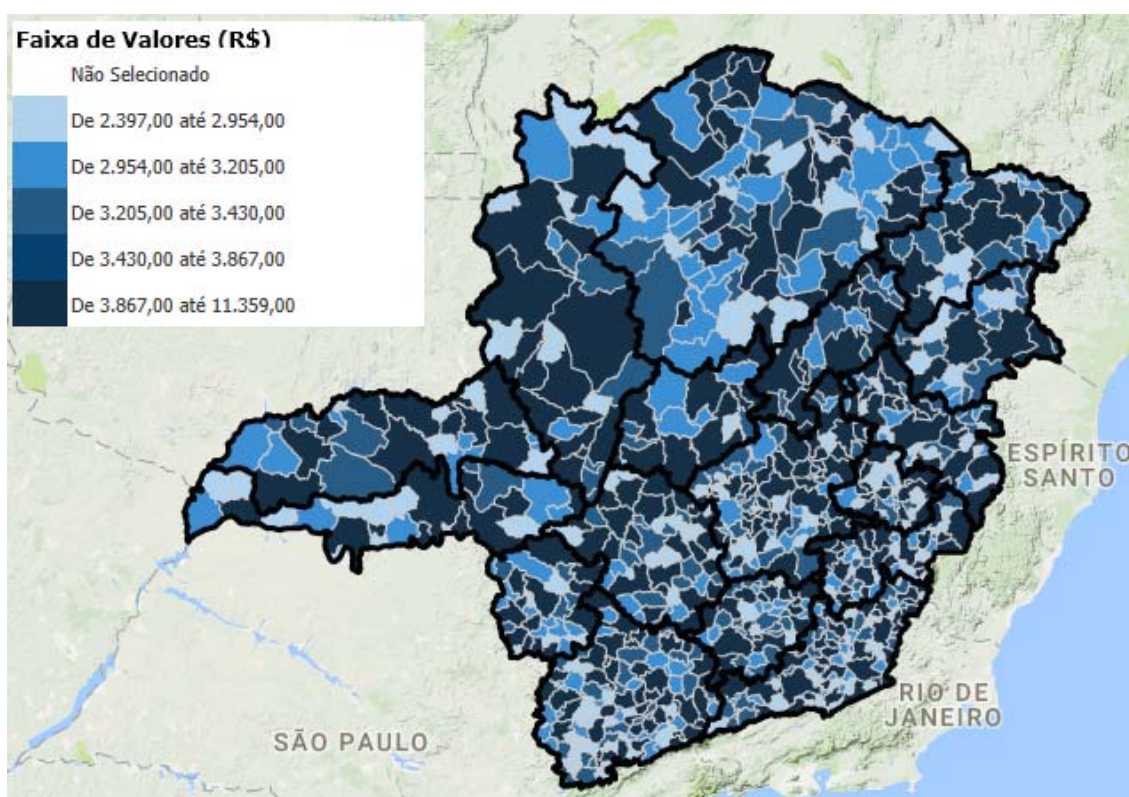 Faixa de Valores (R$)
Não Selecionado
De 2.397,00 até 2.954,00
De 2.954,00 até 3.205,00
De 3.205,00 até 3.430,00
De 3.430,00 até 3.867,00
De 3.867,00 até 11.359,00
ESPÍRITO
SANTO
RIO DE
JANEIRO
SÃO PAULO